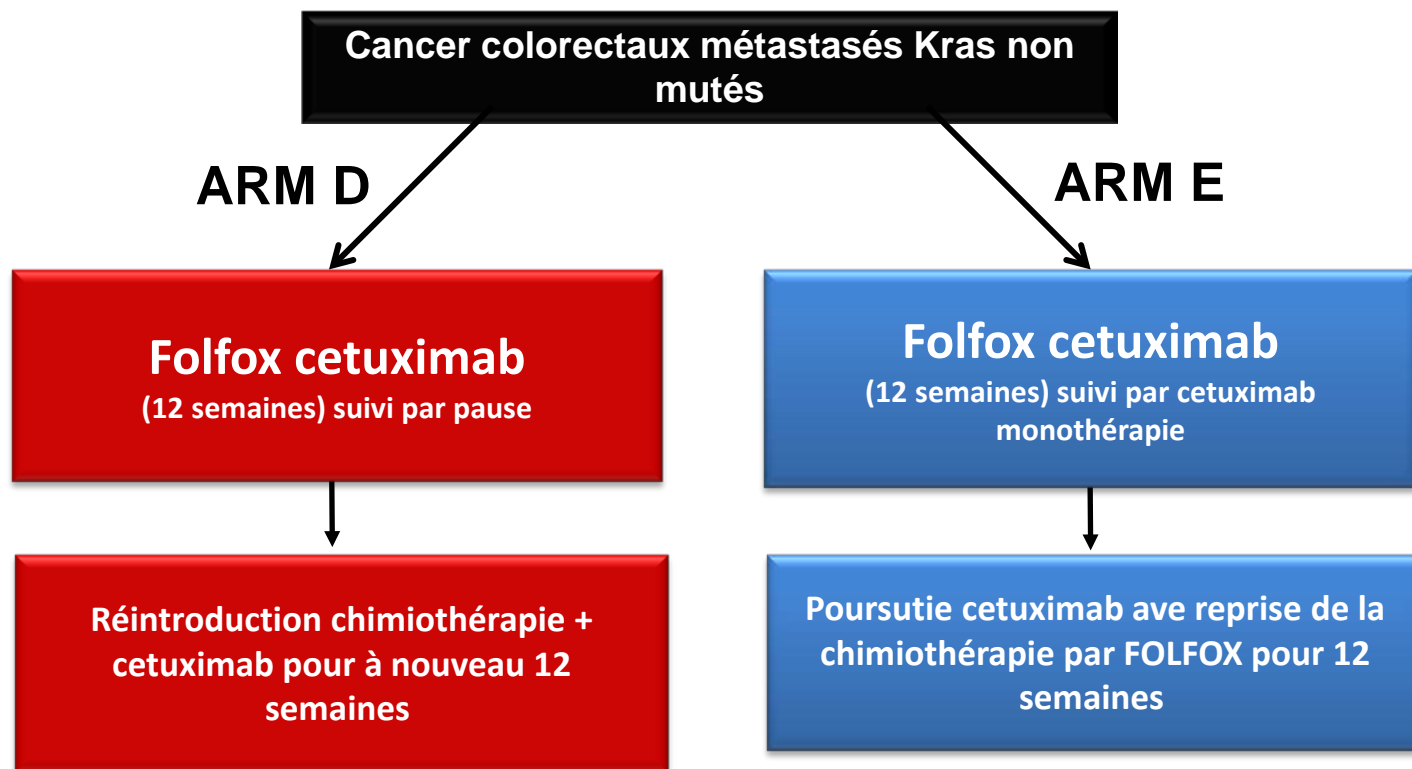 Cancer colorectaux métastasés Kras non
mutés
ARM D
ARM E
Folfox cetuximab
(12 semaines) suivi par pause
Folfox cetuximab
(12 semaines) suivi par cetuximab
monothérapie
Réintroduction chimiothérapie +
cetuximab pour à nouveau 12
semaines
Poursutie cetuximab ave reprise de la
chimiothérapie par FOLFOX pour 12
semaines